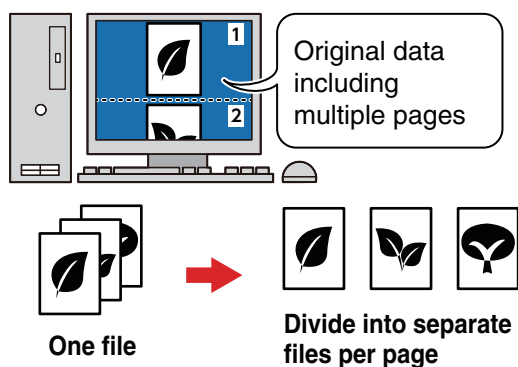 1
Original data
including
multiple pages
2
One file
Divide into separate
files per page